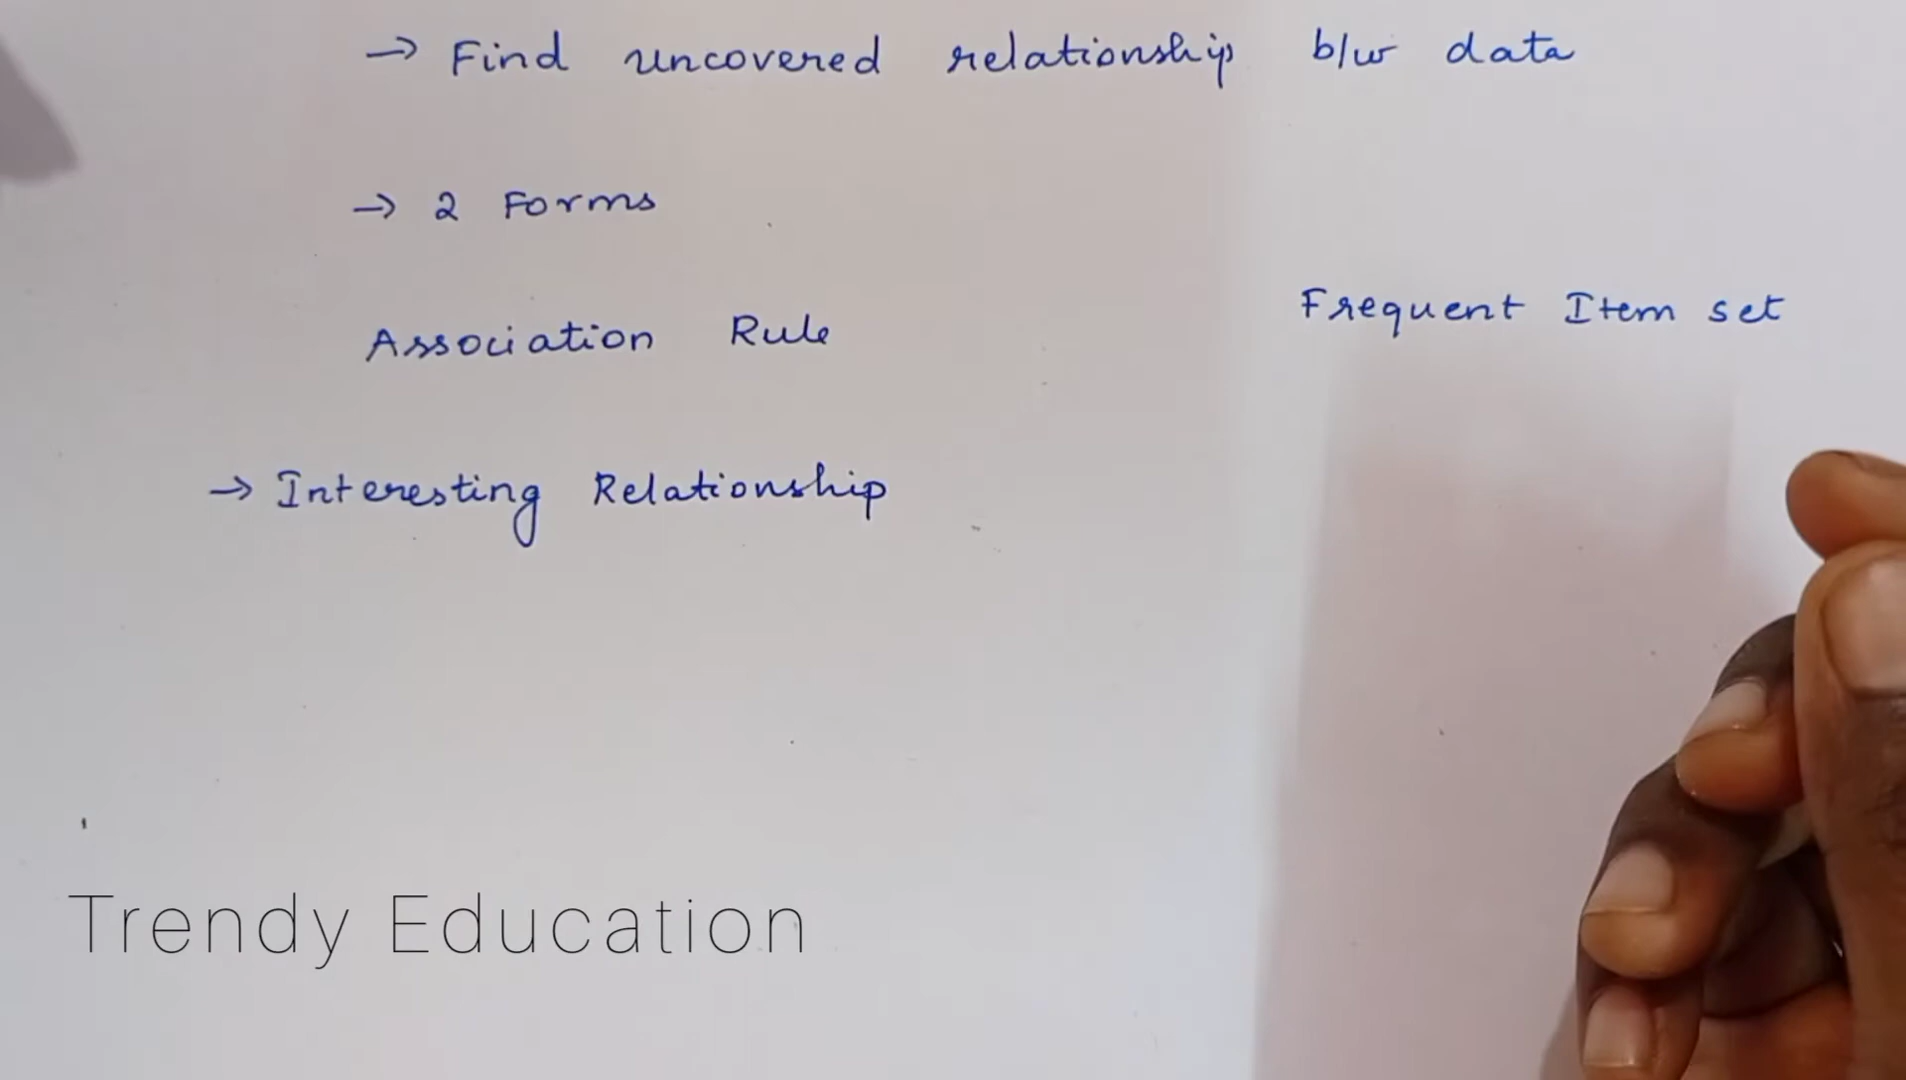 → Find uncovered relationship b/w data
→ 2 Forms
Association Rule
Frequent Item set
→ Interesting Relationship
Trendy Education